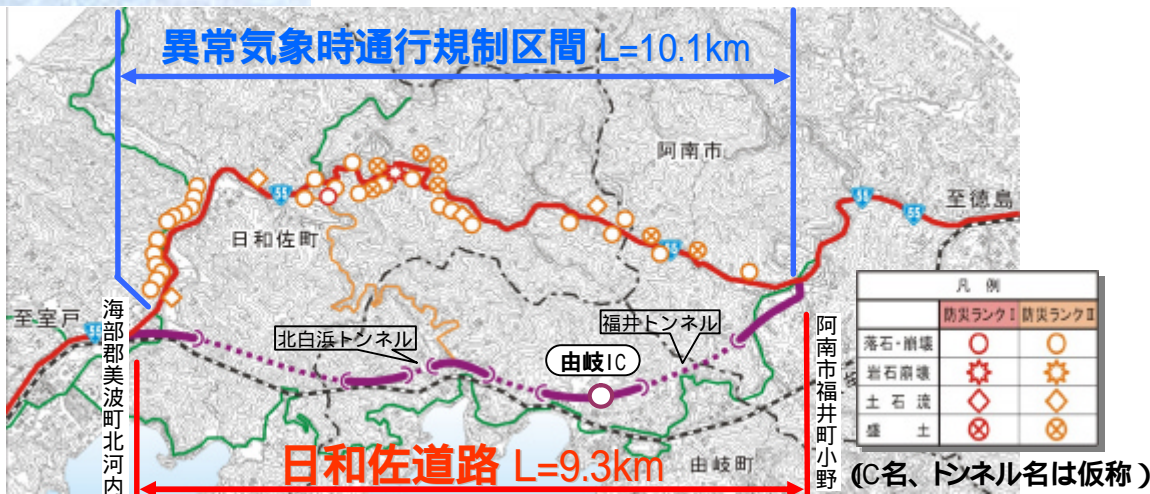 異常気象時通行規制区間 L=10.1km
阿南市
至徳島
55
55
55
55
55
日和佐町
至室戸
海部郡美波町北河内
北白浜トンネル
福井トンネル
由岐IC
阿南市福井町小野
日和佐道路 L=9.3km
由岐町
凡例
防災ランクⅠ 防災ランクⅡ
落石・崩壊
岩石崩壊
土石流
盛土
(IC名、トンネル名は仮称)